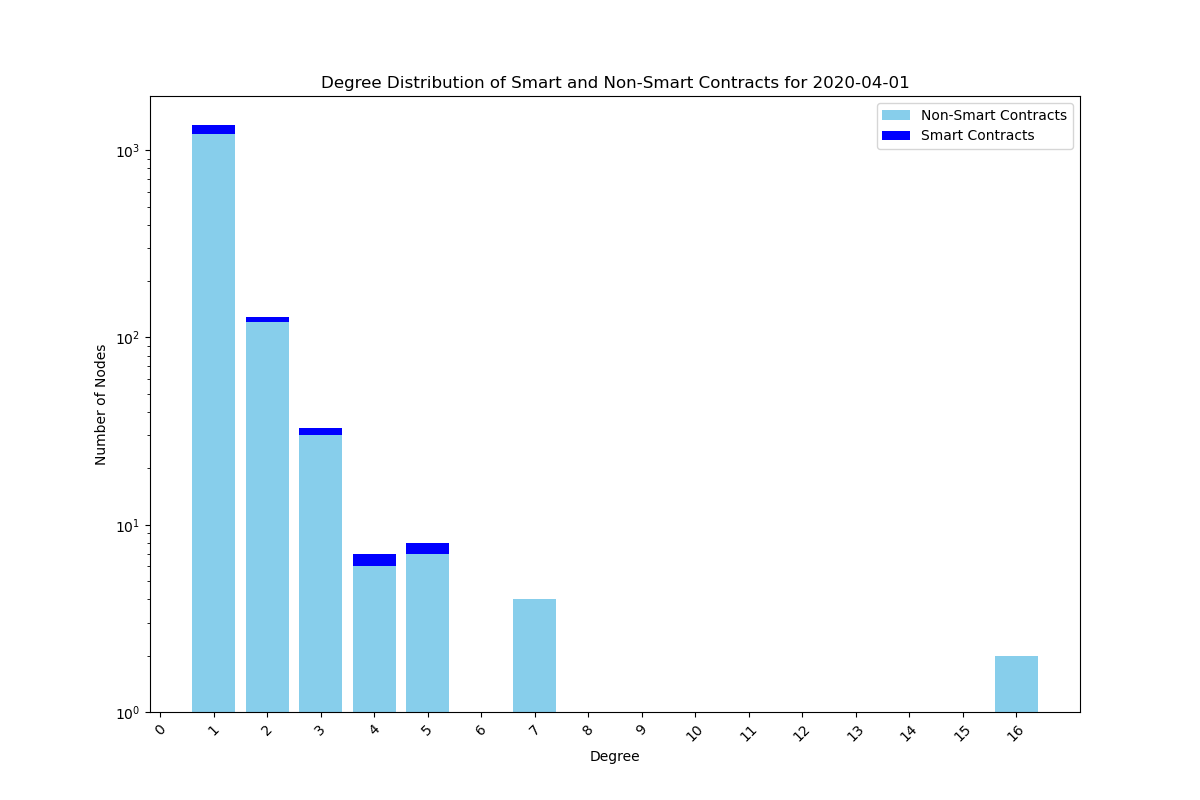 Degree Distribution of Smart and Non-Smart Contracts for 2020-04-01
Non-Smart Contracts
Smart Contracts
Number of Nodes
10³
10²
10¹
10⁰
0 1 2 3 4 5 6 7 8 9 10 11 12 13 14 15 16
Degree